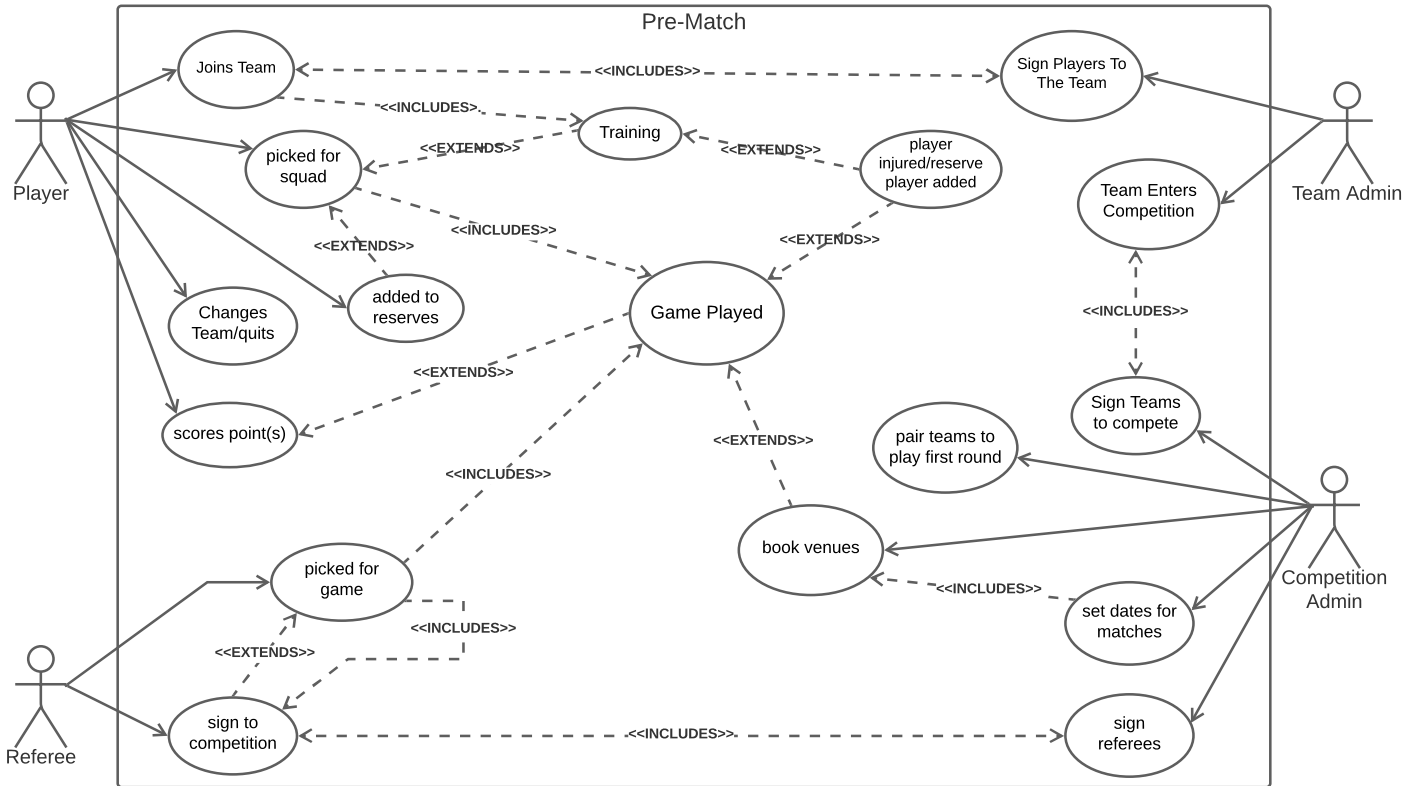 Pre-Match
Joins Team
<<INCLUDES>>
Sign Players To
The Team
<<INCLUDES>.
Training
<<EXTENDS>>
<<EXTENDS>>
player
injured/reserve
player added
picked for
squad
Player
Team Admin
Team Enters
Competition
<<INCLUDES>>
<<EXTENDS>>
<<EXTENDS>>
added to
reserves
Changes
Team/quits
Game Played
<<INCLUDES>>
<<EXTENDS>>
scores point(s)
Sign Teams
to compete
pair teams to
play first round
<<EXTENDS>>
<<INCLUDES>>
book venues
picked for
game
Competition
Admin
<<INCLUDES>>
set dates for
matches
<<INCLUDES>>
<<EXTENDS>>
Referee
sign to
competition
<<INCLUDES>>
sign
referees